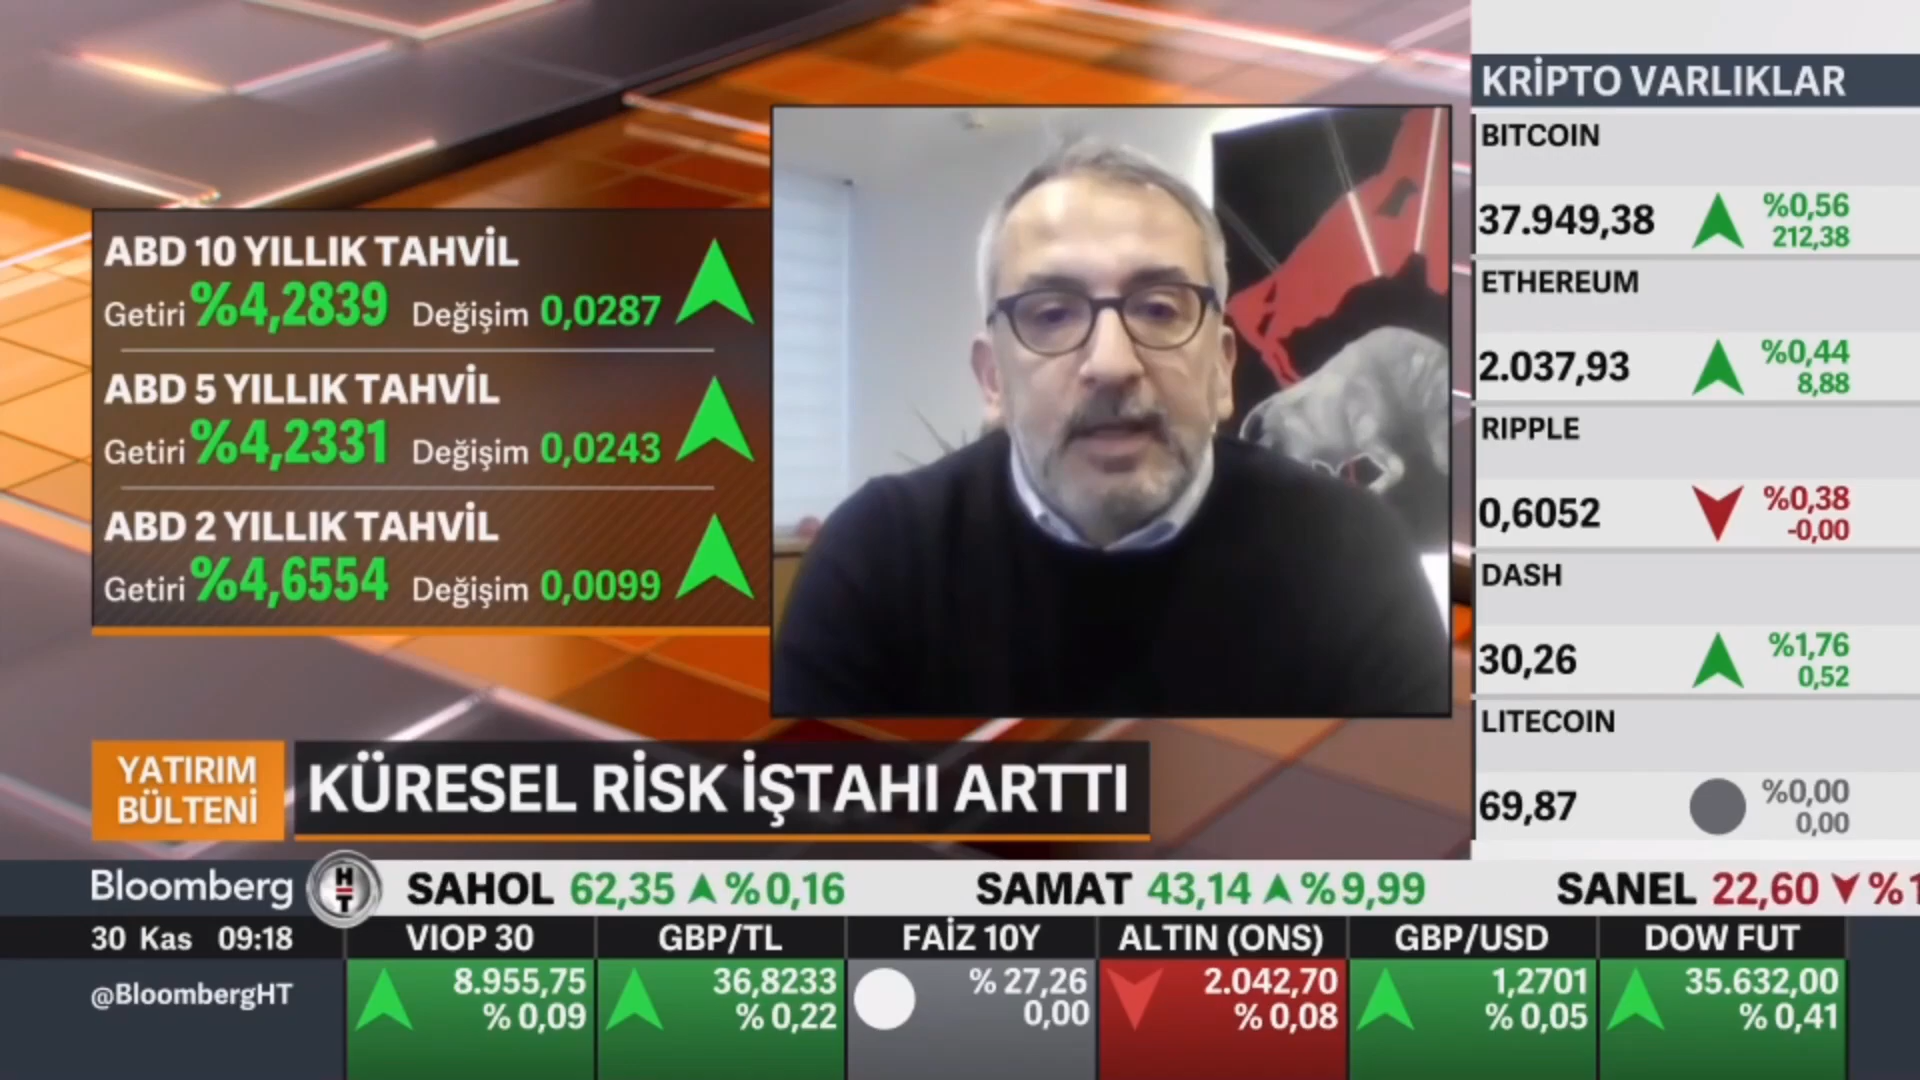 ABD 10 YILLIK TAHVİL
Getiri %4,2839 Değişim 0,0287
ABD 5 YILLIK TAHVİL
Getiri %4,2331 Değişim 0,0243
ABD 2 YILLIK TAHVİL
Getiri %4,6554 Değişim 0,0099
KRİPTO VARLIKLAR
BITCOIN
37.949,38 %0,56
212,38
ETHEREUM
2.037,93 %0,44
8,88
RIPPLE
0,6052 %0,38
-0,00
DASH
30,26 %1,76
0,52
LITECOIN
69,87 %0,00
0,00
YATIRIM
BÜLTENİ
KÜRESEL RİSK İŞTAHI ARTTI
Bloomberg HT SAHOL 62,35 %0,16 SAMAT 43,14 %9,99 SANEL 22,60 %1
30 Kas 09:18 VIOP 30 GBP/TL FAİZ 10Y ALTIN (ONS) GBP/USD DOW FUT
@BloombergHT 8.955,75 36,8233 % 27,26 2.042,70 1,2701 35.632,00
% 0,09 % 0,22 0,00 % 0,08 % 0,05 % 0,41